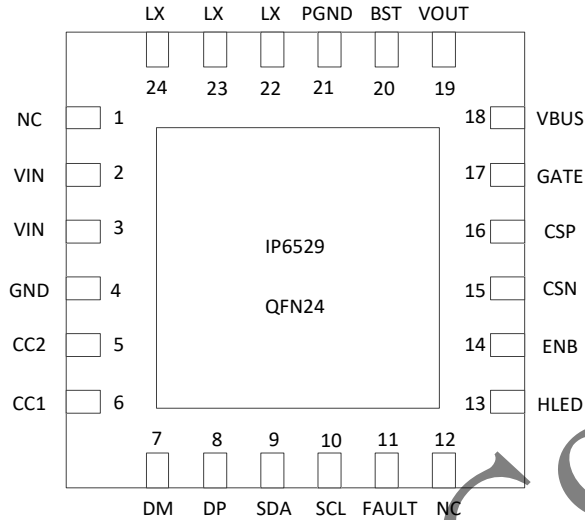 LX LX LX PGND BST VOUT
24 23 22 21 20 19
NC 1 18 VBUS
VIN 2 17 GATE
VIN 3 16 CSP
IP6529
GND 4 15 CSN
QFN24
CC2 5 14 ENB
CC1 6 13 HLED
7 8 9 10 11 12
DM DP SDA SCL FAULT NC